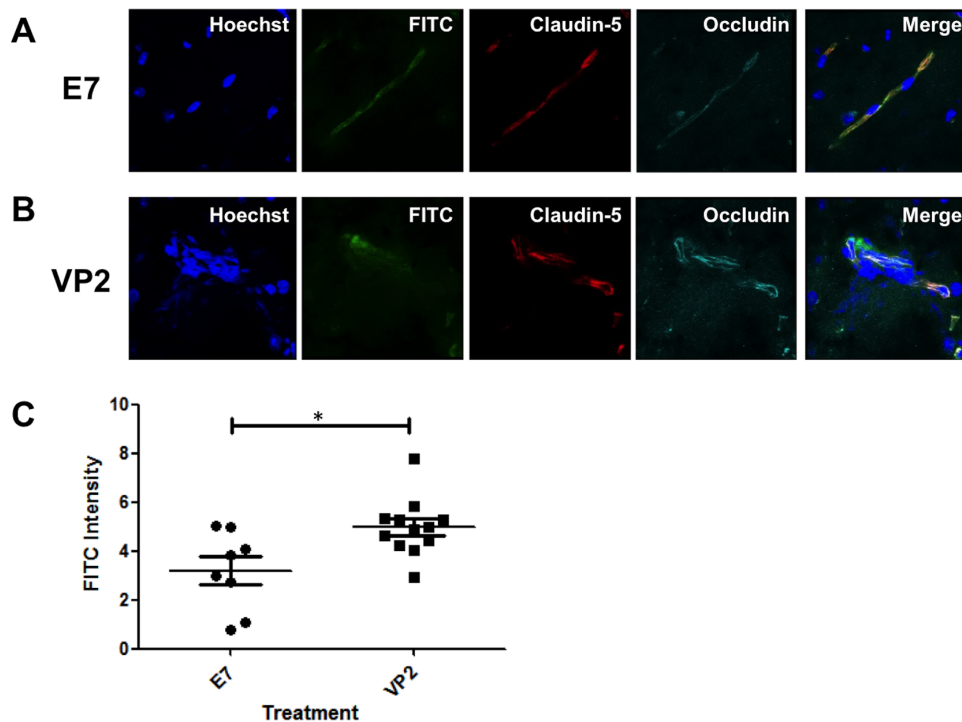 A
E7
Hoechst
FITC
Claudin-5
Occludin
Merge
B
VP2
Hoechst
FITC
Claudin-5
Occludin
Merge
C
FITC Intensity
10
8
6
4
2
0
*
E7
VP2
Treatment